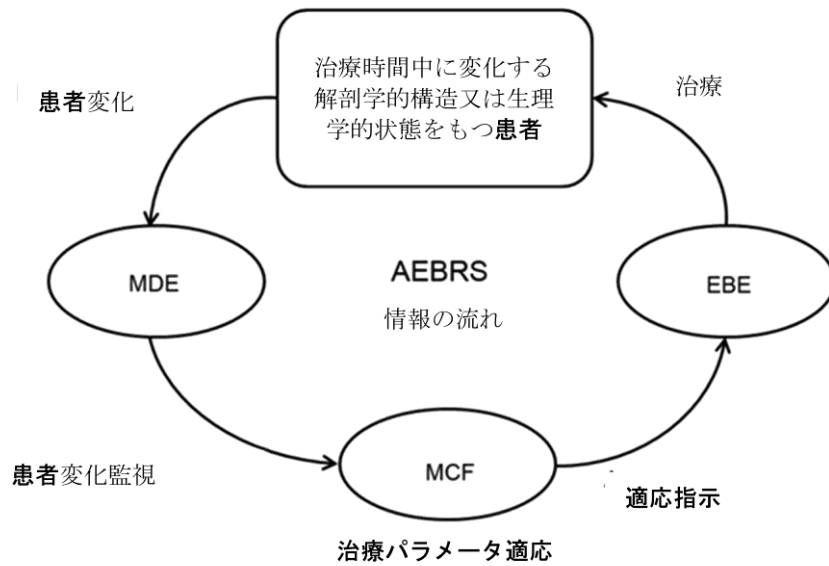 治療時間中に変化する
解剖学的構造又は生理
学的状態をもつ患者
患者変化
治療
MDE
AEBRS
情報の流れ
EBE
患者変化監視
MCF
適応指示
治療パラメータ適応